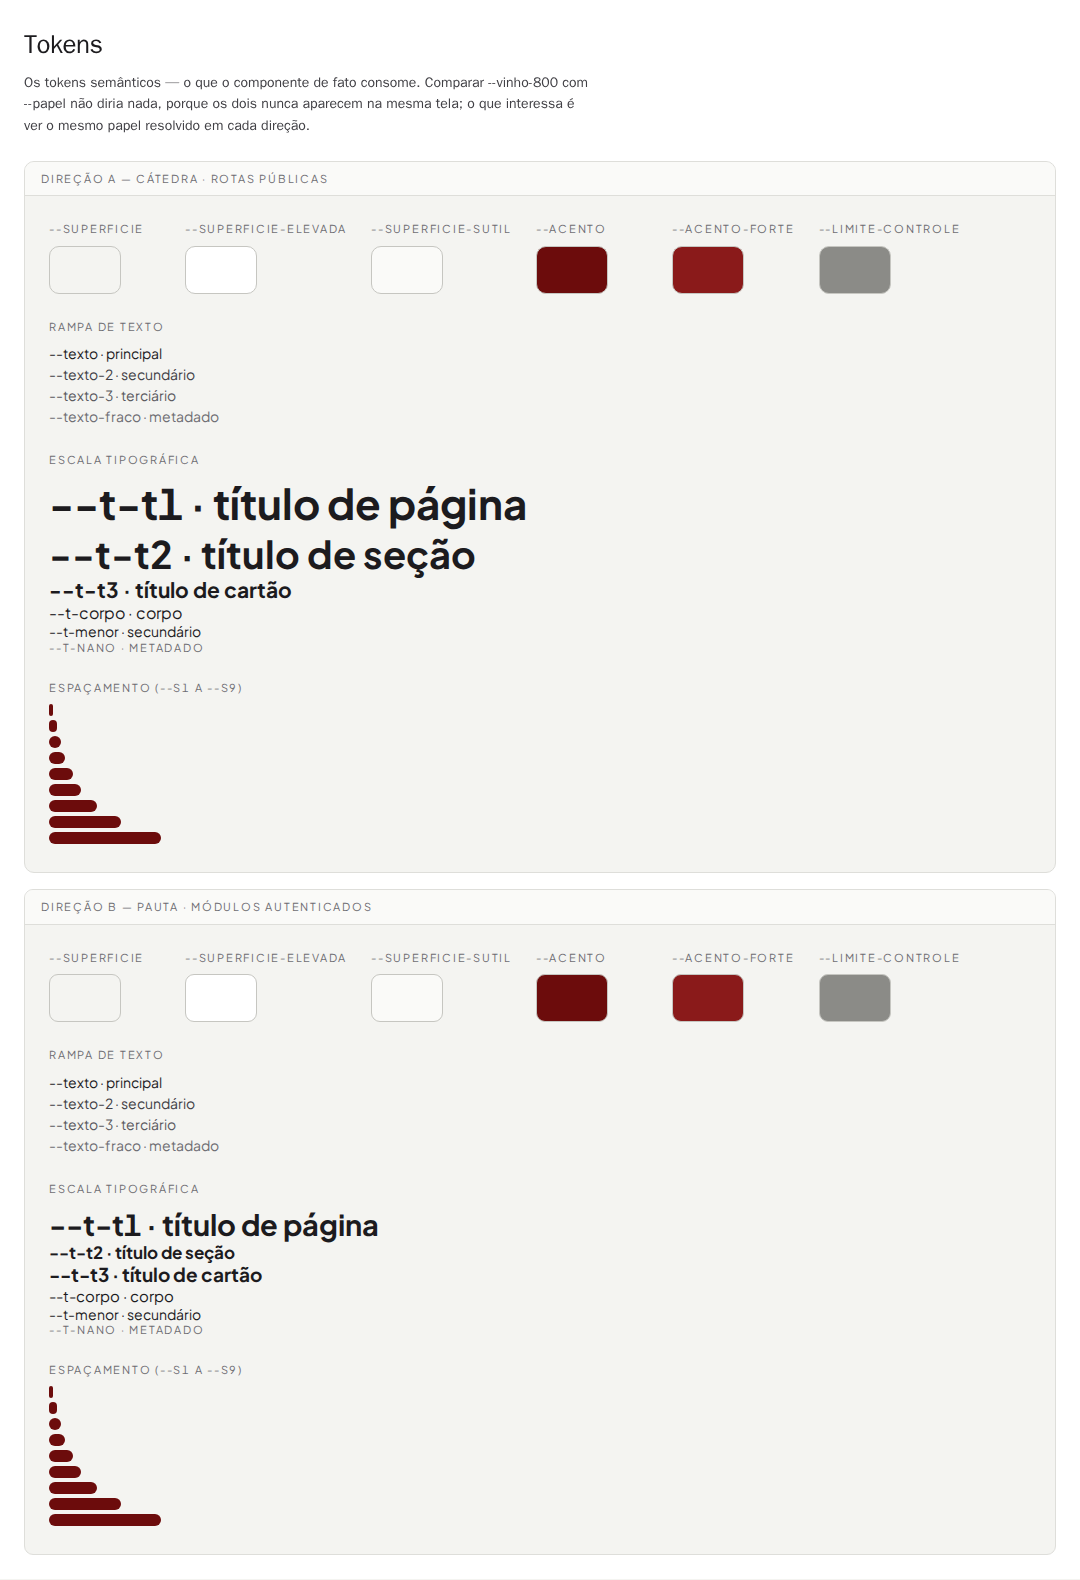 Tokens
Os tokens semânticos — o que o componente de fato consome. Comparar --vinho-800 com
--papel não diria nada, porque os dois nunca aparecem na mesma tela; o que interessa é
ver o mesmo papel resolvido em cada direção.
DIREÇÃO A — CÁTEDRA · ROTAS PÚBLICAS
--SUPERFICIE --SUPERFICIE-ELEVADA --SUPERFICIE-SUTIL --ACENTO --ACENTO-FORTE --LIMITE-CONTROLE
RAMPA DE TEXTO
--texto · principal
--texto-2 · secundário
--texto-3 · terciário
--texto-fraco · metadado
ESCALA TIPOGRÁFICA
--t-t1 · título de página
--t-t2 · título de seção
--t-t3 · título de cartão
--t-corpo · corpo
--t-menor · secundário
--T-NANO · METADADO
ESPAÇAMENTO (--S1 A --S9)
DIREÇÃO B — PAUTA · MÓDULOS AUTENTICADOS
--SUPERFICIE --SUPERFICIE-ELEVADA --SUPERFICIE-SUTIL --ACENTO --ACENTO-FORTE --LIMITE-CONTROLE
RAMPA DE TEXTO
--texto · principal
--texto-2 · secundário
--texto-3 · terciário
--texto-fraco · metadado
ESCALA TIPOGRÁFICA
--t-t1 · título de página
--t-t2 · título de seção
--t-t3 · título de cartão
--t-corpo · corpo
--t-menor · secundário
--T-NANO · METADADO
ESPAÇAMENTO (--S1 A --S9)